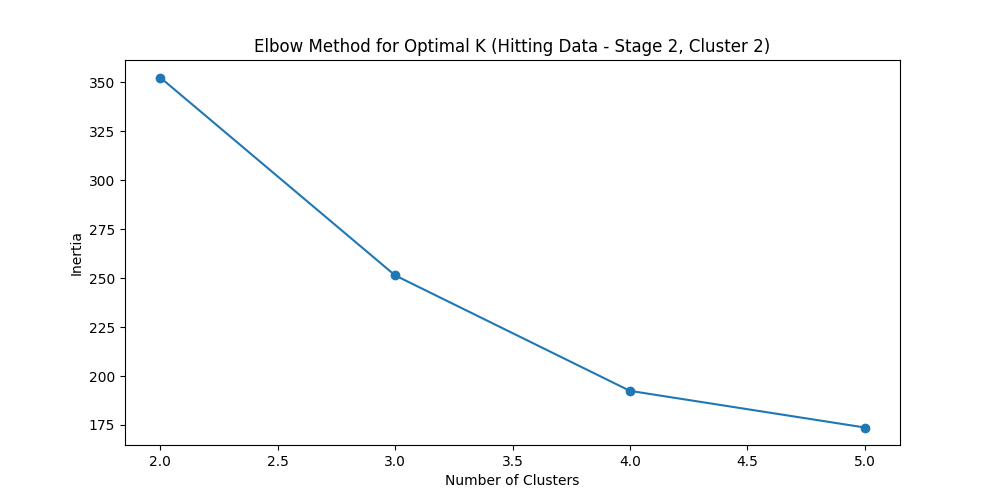 Elbow Method for Optimal K (Hitting Data - Stage 2, Cluster 2)
350
325
300
275
250
225
200
175
Inertia
2.0 2.5 3.0 3.5 4.0 4.5 5.0
Number of Clusters